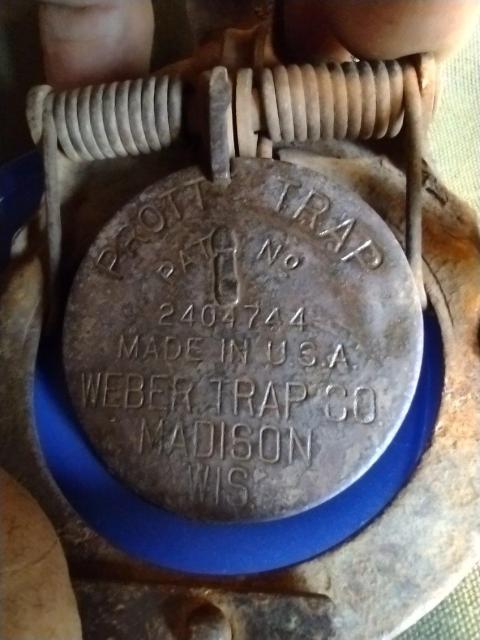 PROTT TRAP
PAT. No
2404744
MADE IN U.S.A.
WEBER TRAP CO.
MADISON
WIS.